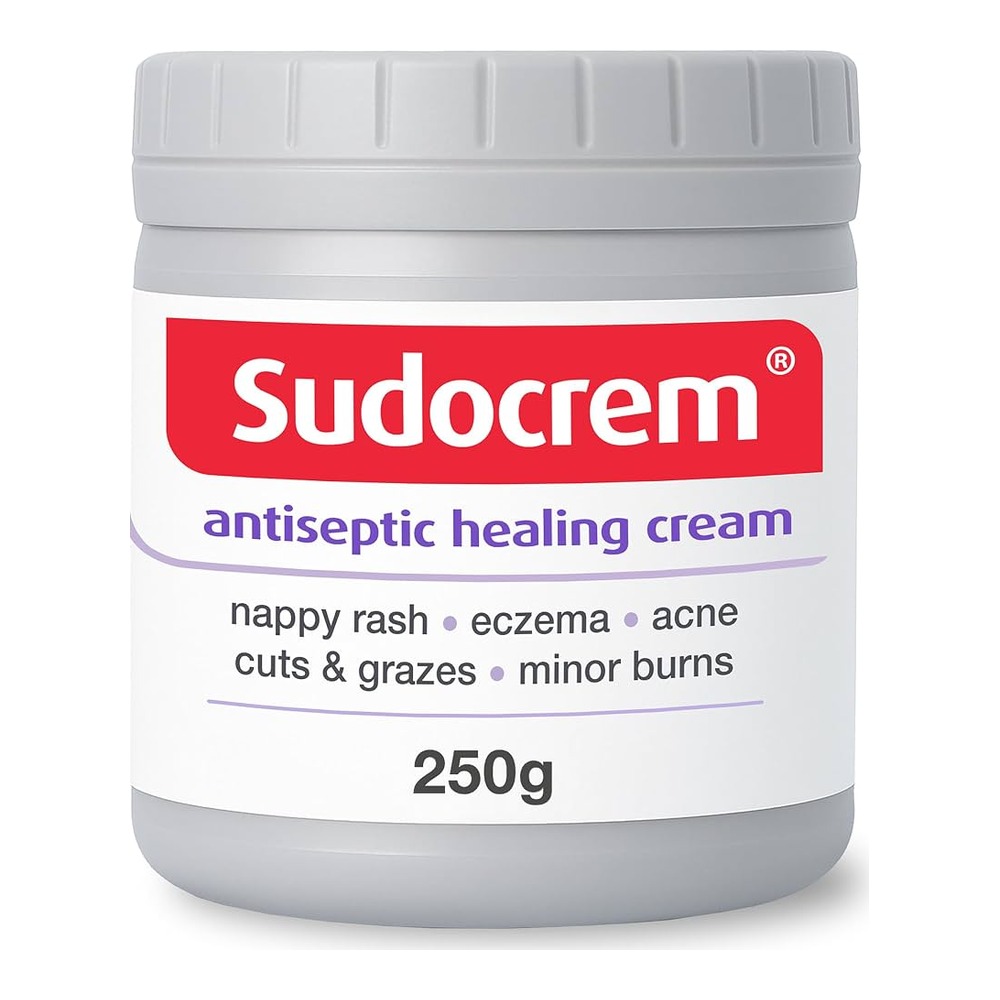 Sudocrem®
antiseptic healing cream
nappy rash • eczema • acne
cuts & grazes • minor burns
250g